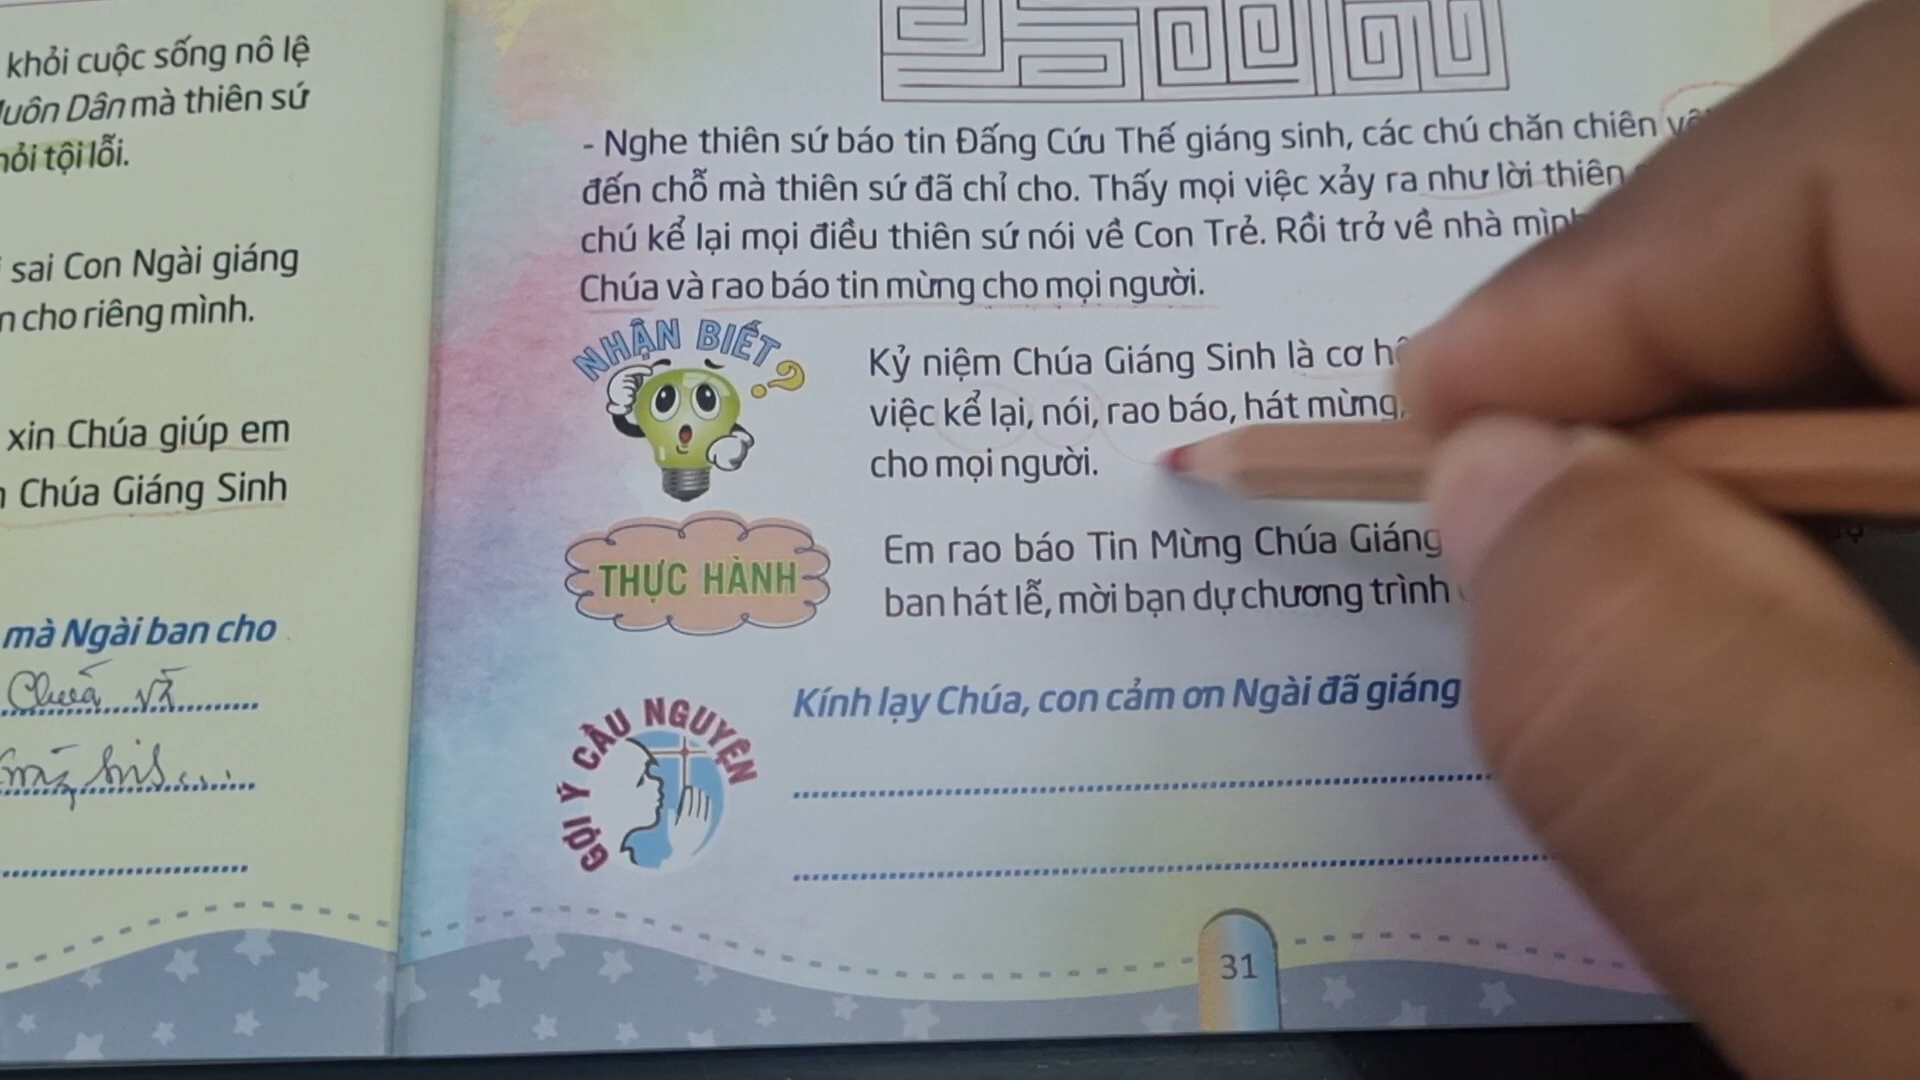 khỏi cuộc sống nô lệ
Dân mà thiên sứ
tội lỗi.
sai Con Ngài giáng
cho riêng mình.
xin Chúa giúp em
Chúa Giáng Sinh
mà Ngài ban cho
Chúa vì
- Nghe thiên sứ báo tin Đấng Cứu Thế giáng sinh, các chú chăn chiên
đến chỗ mà thiên sứ đã chỉ cho. Thấy mọi việc xảy ra như lời thiên
chú kể lại mọi điều thiên sứ nói về Con Trẻ. Rồi trở về nhà
Chúa và rao báo tin mừng cho mọi người.
NHẬN BIẾT ?
Kỷ niệm Chúa Giáng Sinh là cơ
việc kể lại, nói, rao báo, hát mừng,
cho mọi người.
THỰC HÀNH
Em rao báo Tin Mừng Chúa Giáng
ban hát lễ, mời bạn dự chương trình
GỢI Ý CẦU NGUYỆN
Kính lạy Chúa, con cảm ơn Ngài đã giáng
31